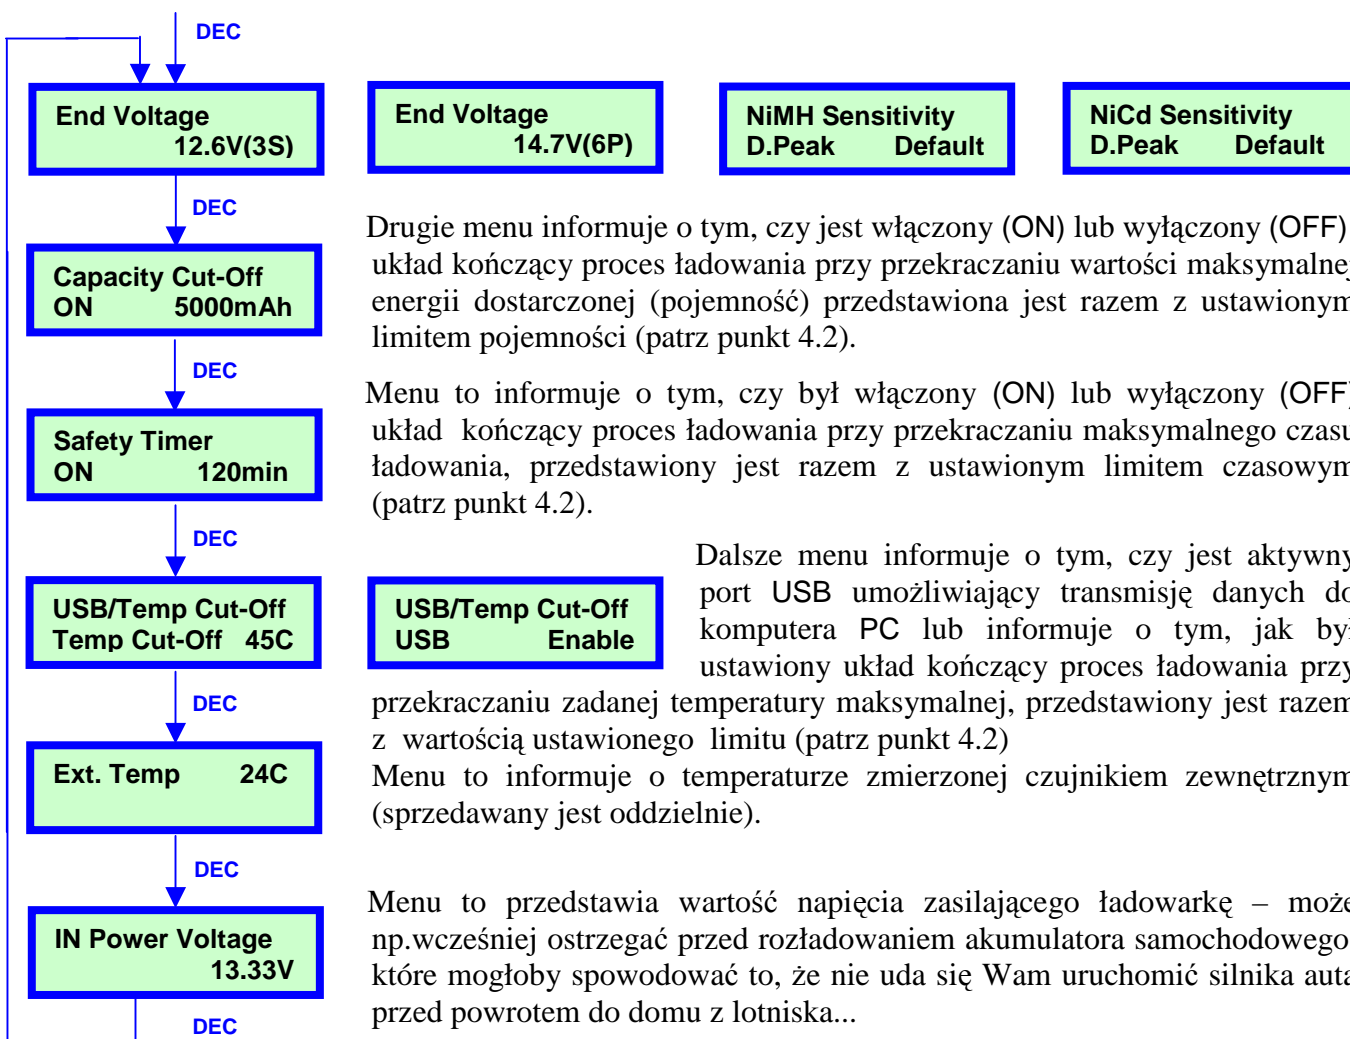 DEC
End Voltage
12.6V(3S)
End Voltage
14.7V(6P)
NiMH Sensitivity
D.Peak Default
NiCd Sensitivity
D.Peak Default
DEC
Drugie menu informuje o tym, czy jest włączony (ON) lub wyłączony (OFF)
układ kończący proces ładowania przy przekraczaniu wartości maksymalnej
energii dostarczonej (pojemność) przedstawiona jest razem z ustawionym
limitem pojemności (patrz punkt 4.2).
Capacity Cut-Off
ON 5000mAh
DEC
Menu to informuje o tym, czy był włączony (ON) lub wyłączony (OFF)
układ kończący proces ładowania przy przekraczaniu maksymalnego czasu
ładowania, przedstawiony jest razem z ustawionym limitem czasowym
(patrz punkt 4.2).
Safety Timer
ON 120min
DEC
USB/Temp Cut-Off
Temp Cut-Off 45C
USB/Temp Cut-Off
USB Enable
Dalsze menu informuje o tym, czy jest aktywny
port USB umożliwiający transmisję danych do
komputera PC lub informuje o tym, jak był
ustawiony układ kończący proces ładowania przy
przekraczaniu zadanej temperatury maksymalnej, przedstawiony jest razem
z wartością ustawionego limitu (patrz punkt 4.2)
DEC
Ext. Temp 24C
Menu to informuje o temperaturze zmierzonej czujnikiem zewnętrznym
(sprzedawany jest oddzielnie).
DEC
IN Power Voltage
13.33V
Menu to przedstawia wartość napięcia zasilającego ładowarkę – może
np.wcześniej ostrzegać przed rozładowaniem akumulatora samochodowego
które mogłoby spowodować to, że nie uda się Wam uruchomić silnika auta
przed powrotem do domu z lotniska...
DEC